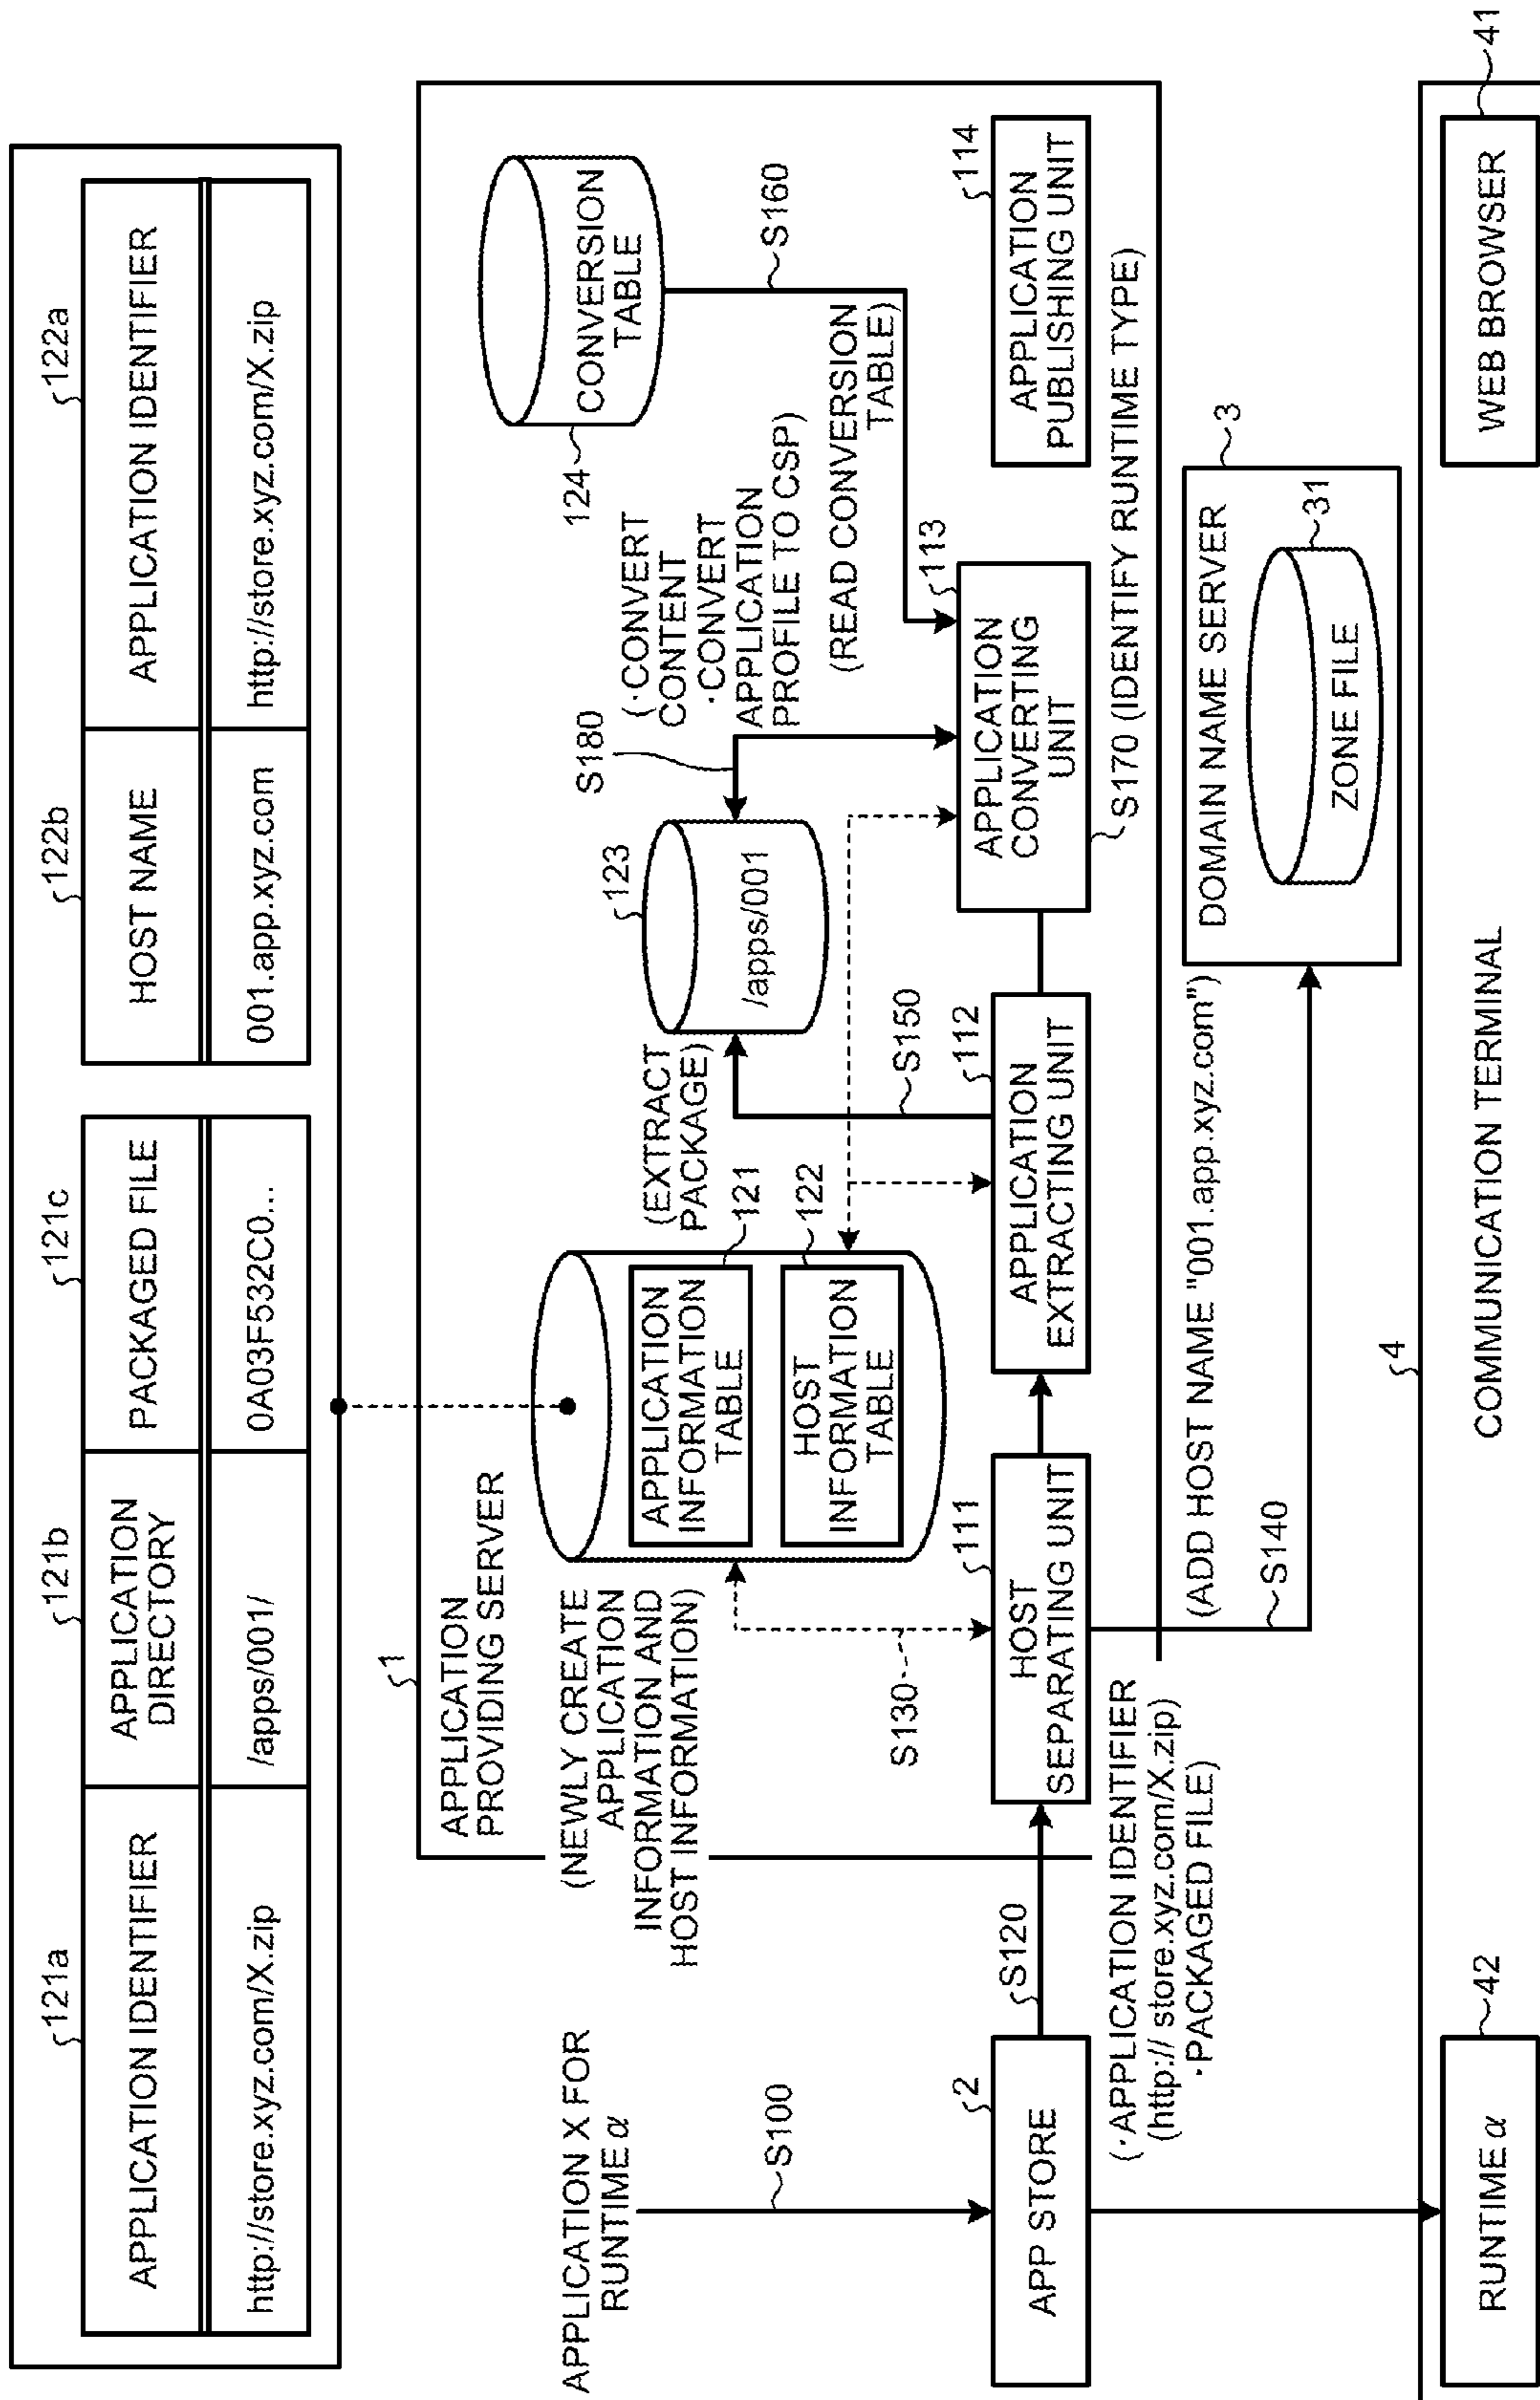 121a
121b
121c
122b
122a
APPLICATION IDENTIFIER
APPLICATION
DIRECTORY
PACKAGED FILE
HOST NAME
APPLICATION IDENTIFIER
http://store.xyz.com/X.zip
/apps/001/
0A03F532C0...
001.app.xyz.com
http://store.xyz.com/X.zip
1
APPLICATION
PROVIDING SERVER
(NEWLY CREATE
APPLICATION
INFORMATION AND
HOST INFORMATION)
APPLICATION
INFORMATION
TABLE
121
HOST
INFORMATION
TABLE
122
(EXTRACT
PACKAGE)
123
/apps/001
S180
(·CONVERT
CONTENT
·CONVERT
APPLICATION
PROFILE TO CSP)
124
CONVERSION
TABLE
S160
(READ CONVERSION
TABLE)
APPLICATION X FOR
RUNTIME α
S100
2
APP STORE
S120
S130
111
HOST
SEPARATING UNIT
S150
112
APPLICATION
EXTRACTING UNIT
113
APPLICATION
CONVERTING
UNIT
114
APPLICATION
PUBLISHING UNIT
S170 (IDENTIFY RUNTIME TYPE)
(·APPLICATION IDENTIFIER
(http:// store.xyz.com/X.zip)
·PACKAGED FILE)
(ADD HOST NAME "001.app.xyz.com")
S140
3
DOMAIN NAME SERVER
31
ZONE FILE
4
COMMUNICATION TERMINAL
42
RUNTIME α
WEB BROWSER
41